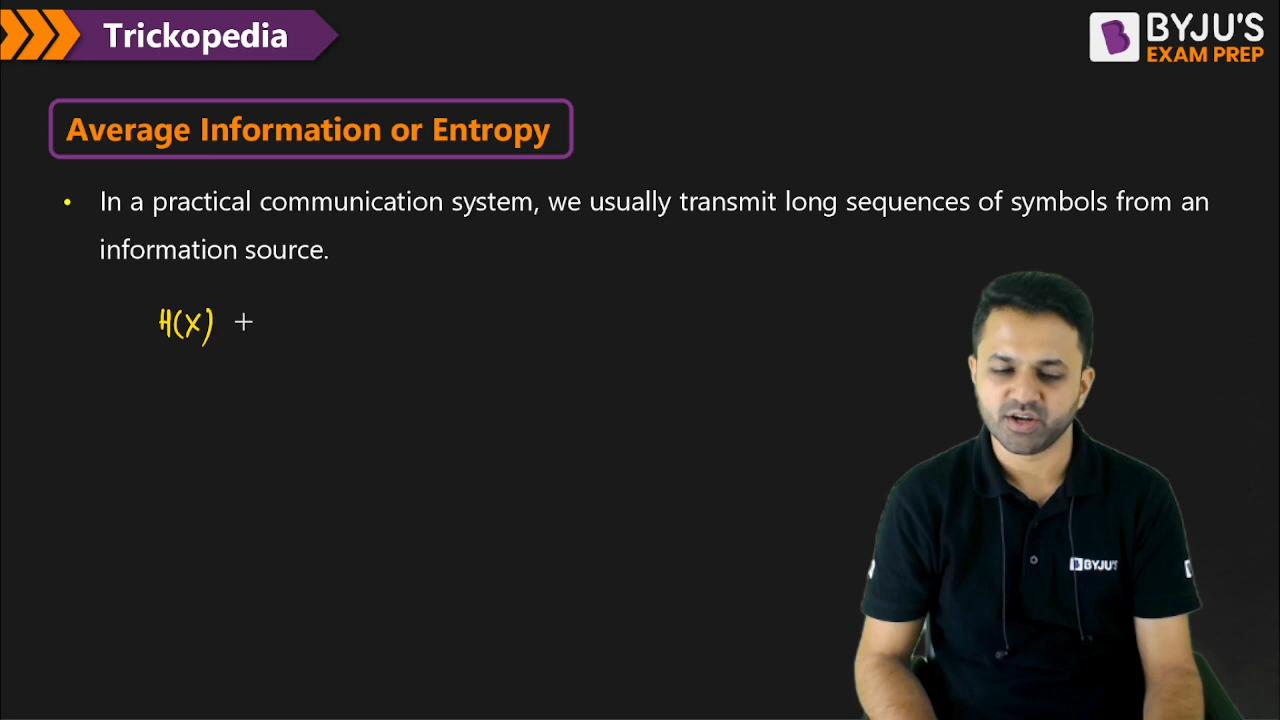 Trickopedia
BYJU'S
EXAM PREP
Average Information or Entropy
• In a practical communication system, we usually transmit long sequences of symbols from an
information source.
H(X) +
BYJU'S